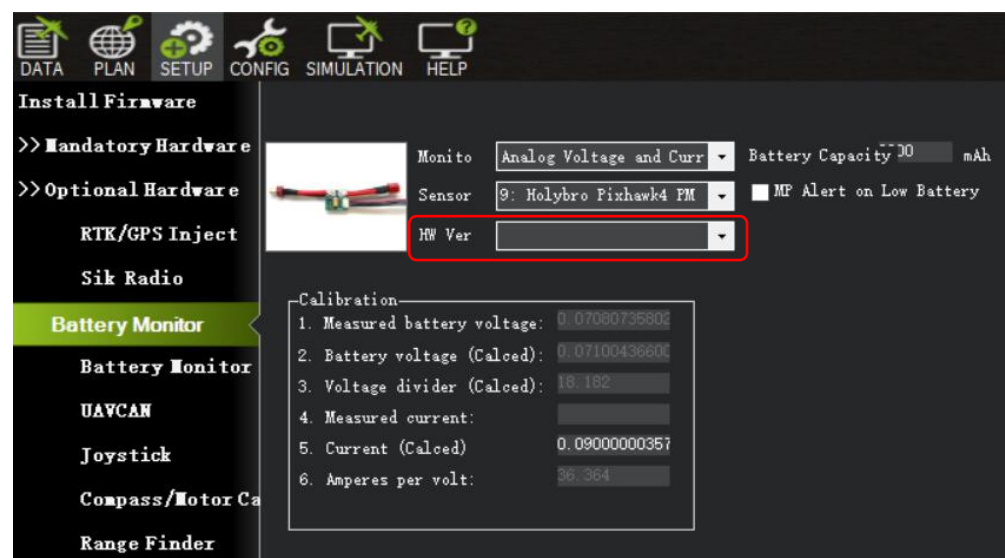 DATA PLAN SETUP CONFIG SIMULATION HELP
Install Firmware
>> Mandatory Hardware
>> Optional Hardware
RTK/GPS Inject
Sik Radio
Battery Monitor
Battery Monitor
UAVCAN
Joystick
Compass/Motor Ca
Range Finder
Monito Analog Voltage and Curr Battery Capacity mAh
Sensor 9: Holybro Pixhawk4 PM MP Alert on Low Battery
HW Ver
Calibration
1. Measured battery voltage: 0.07080735802
2. Battery voltage (Calced): 0.07100436600
3. Voltage divider (Calced): 18.182
4. Measured current:
5. Current (Calced) 0.09000000357
6. Amperes per volt: 36.364